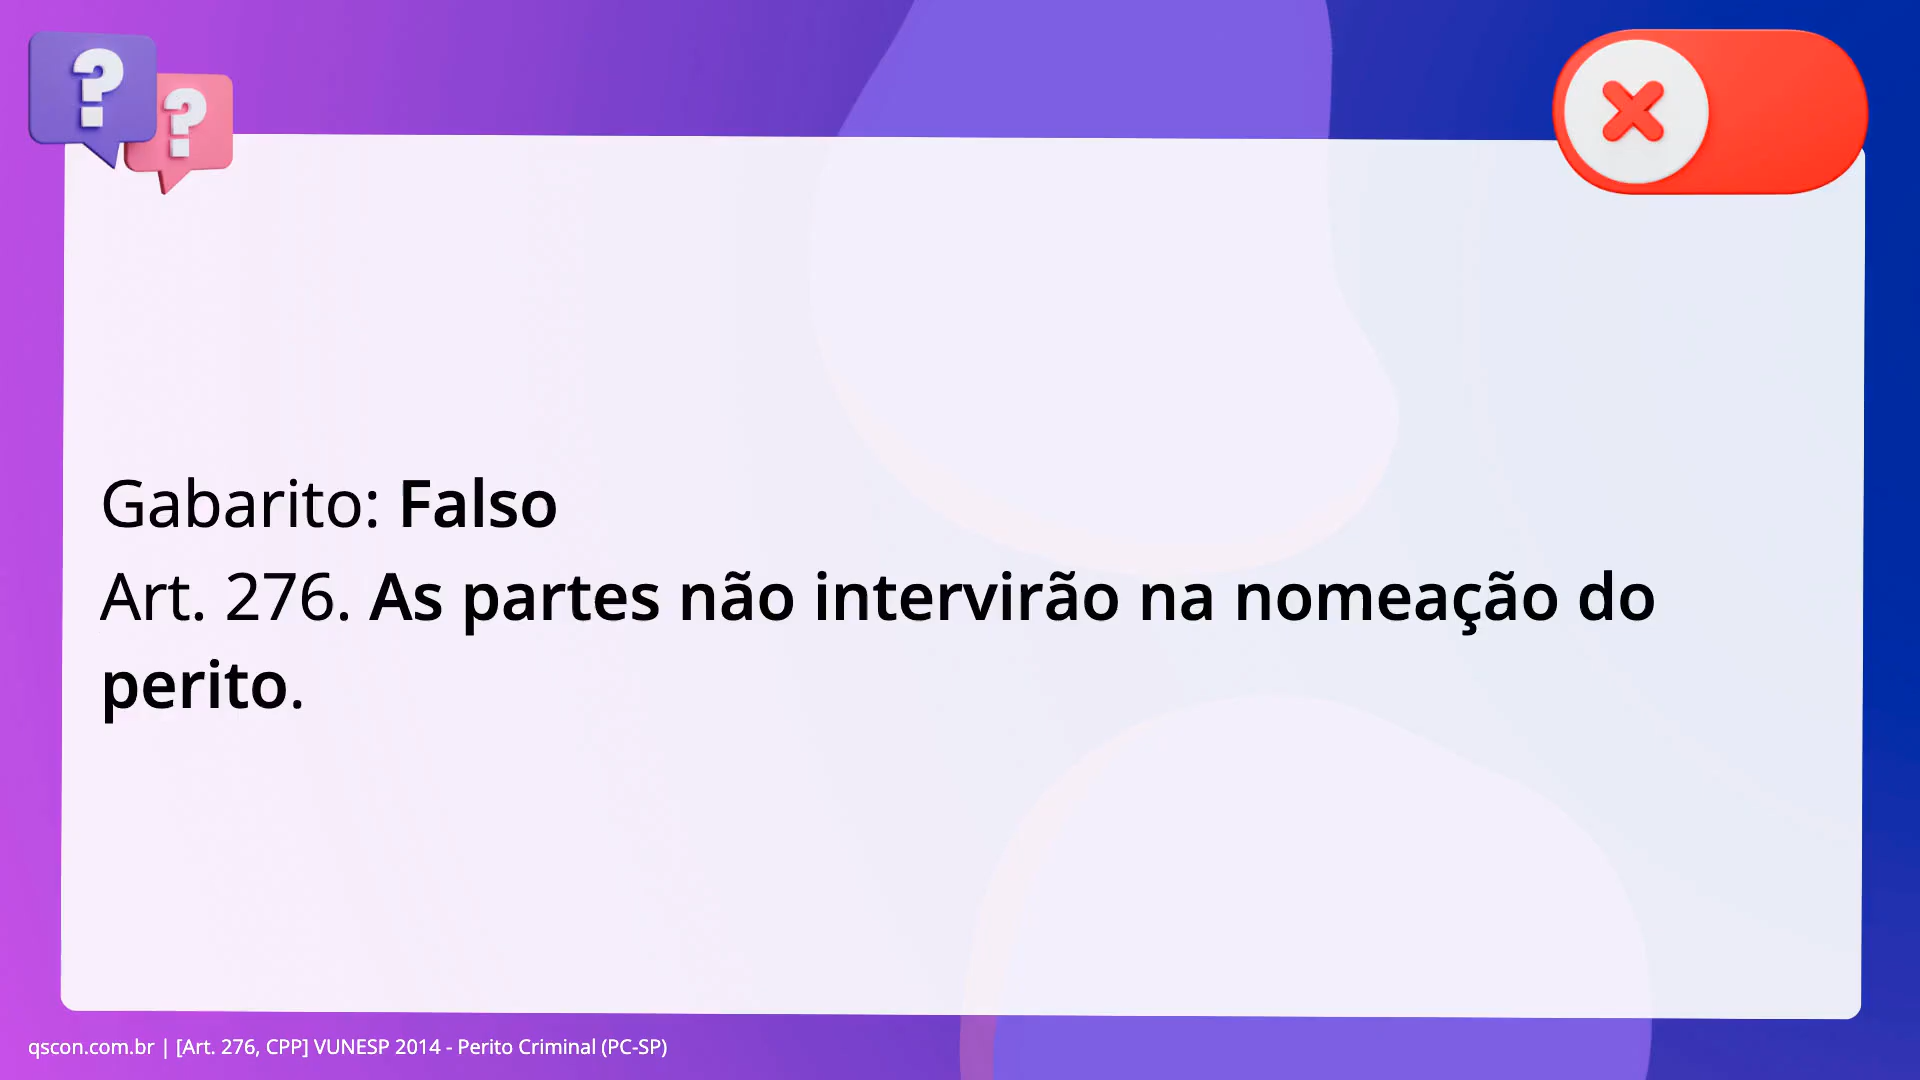 Gabarito: Falso
Art. 276. As partes não intervirão na nomeação do
perito.
qscon.com.br | [Art. 276, CPP] VUNESP 2014 - Perito Criminal (PC-SP)